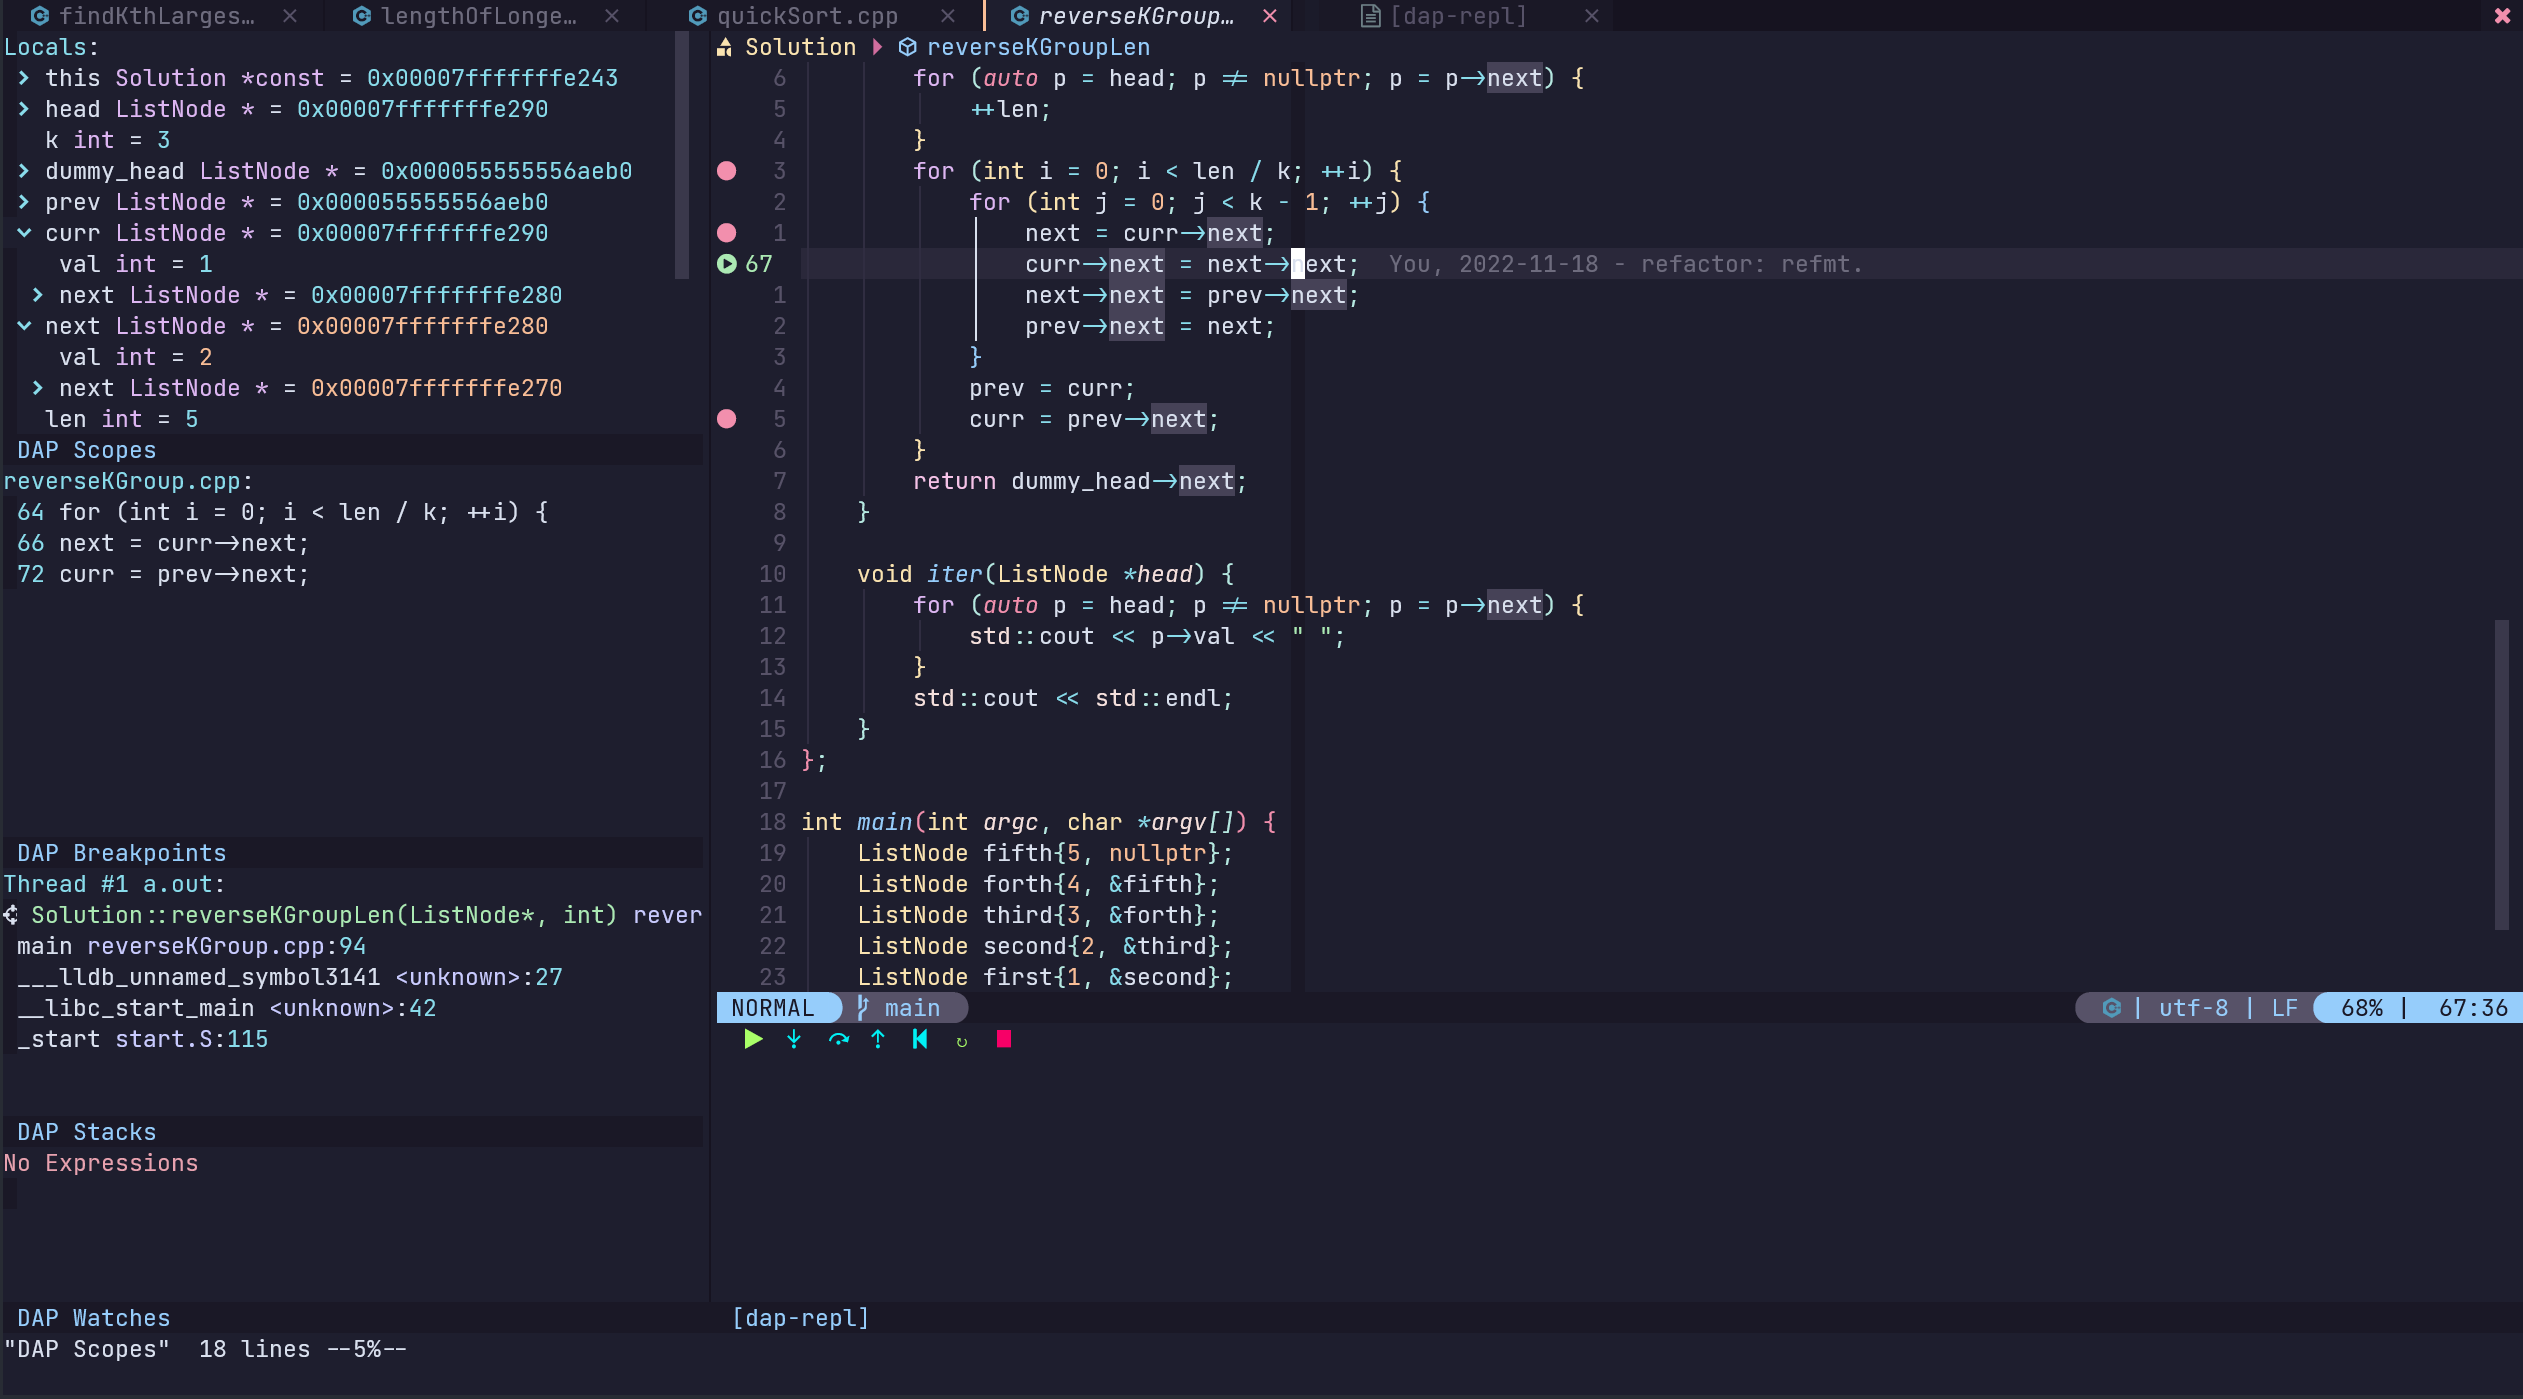 findKthLarges…
lengthOfLonge…
quickSort.cpp
reverseKGroup…
[dap-repl]
Locals:
this Solution *const = 0x00007fffffffe243
head ListNode * = 0x00007fffffffe290
k int = 3
dummy_head ListNode * = 0x000055555556aeb0
prev ListNode * = 0x000055555556aeb0
curr ListNode * = 0x00007fffffffe290
val int = 1
next ListNode * = 0x00007fffffffe280
next ListNode * = 0x00007fffffffe280
val int = 2
next ListNode * = 0x00007fffffffe270
len int = 5
DAP Scopes
reverseKGroup.cpp:
64 for (int i = 0; i < len / k; ++i) {
66 next = curr->next;
72 curr = prev->next;
DAP Breakpoints
Thread #1 a.out:
Solution::reverseKGroupLen(ListNode*, int) rever
main reverseKGroup.cpp:94
___lldb_unnamed_symbol3141 <unknown>:27
__libc_start_main <unknown>:42
_start start.S:115
DAP Stacks
No Expressions
DAP Watches
"DAP Scopes"  18 lines --5%--
Solution reverseKGroupLen
6 for (auto p = head; p != nullptr; p = p->next) {
5 ++len;
4 }
3 for (int i = 0; i < len / k; ++i) {
2 for (int j = 0; j < k - 1; ++j) {
1 next = curr->next;
67 curr->next = next->next;  You, 2022-11-18 - refactor: refmt.
1 next->next = prev->next;
2 prev->next = next;
3 }
4 prev = curr;
5 curr = prev->next;
6 }
7 return dummy_head->next;
8 }
9
10 void iter(ListNode *head) {
11 for (auto p = head; p != nullptr; p = p->next) {
12 std::cout << p->val << " ";
13 }
14 std::cout << std::endl;
15 }
16 };
17
18 int main(int argc, char *argv[]) {
19 ListNode fifth{5, nullptr};
20 ListNode forth{4, &fifth};
21 ListNode third{3, &forth};
22 ListNode second{2, &third};
23 ListNode first{1, &second};
NORMAL main | utf-8 | LF 68% | 67:36
[dap-repl]